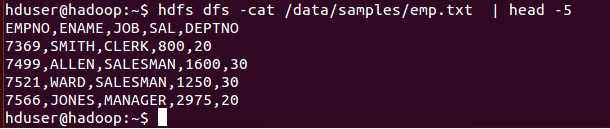 hduser@hadoop:~$ hdfs dfs -cat /data/samples/emp.txt  | head -5
EMPNO,ENAME,JOB,SAL,DEPTNO
7369,SMITH,CLERK,800,20
7499,ALLEN,SALESMAN,1600,30
7521,WARD,SALESMAN,1250,30
7566,JONES,MANAGER,2975,20
hduser@hadoop:~$